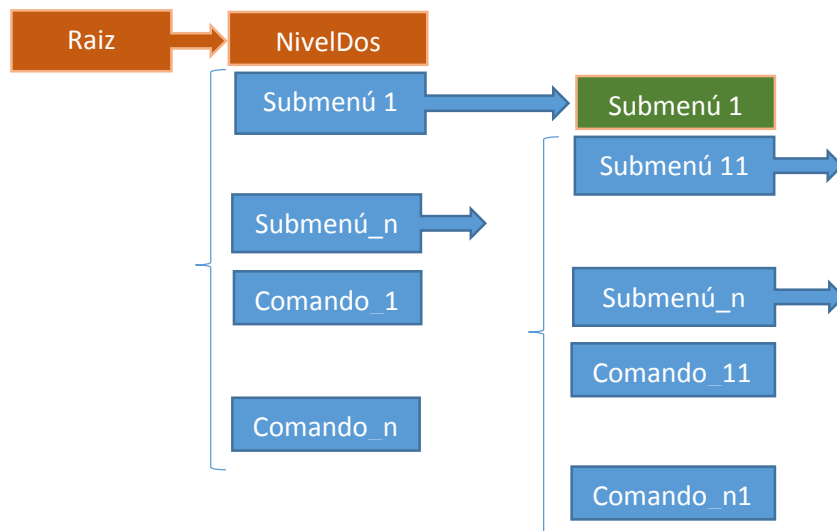 Raiz
NivelDos
Submenú 1
Submenú_n
Comando_1
Comando_n
Submenú 1
Submenú 11
Submenú_n
Comando_11
Comando_n1